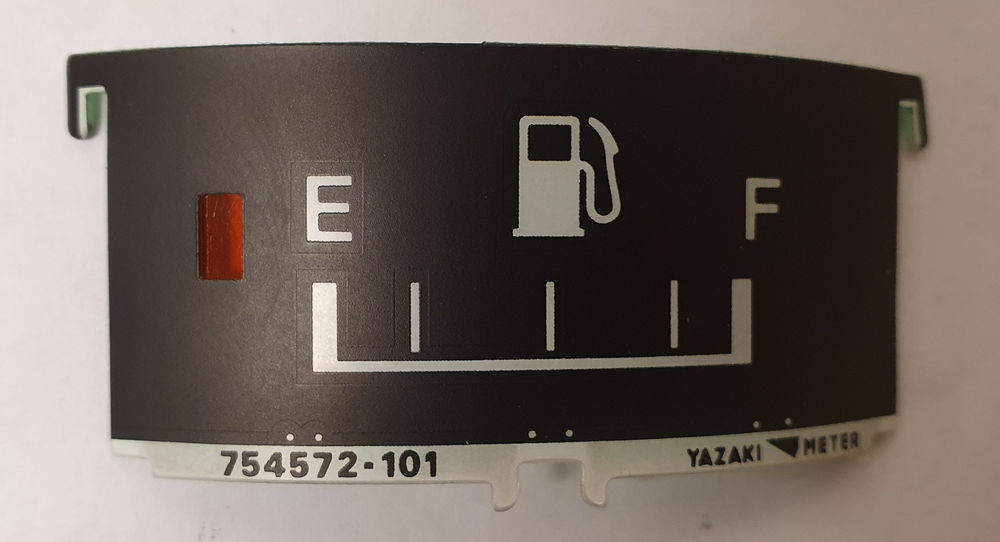 E F
754572-101 YAZAKI METER